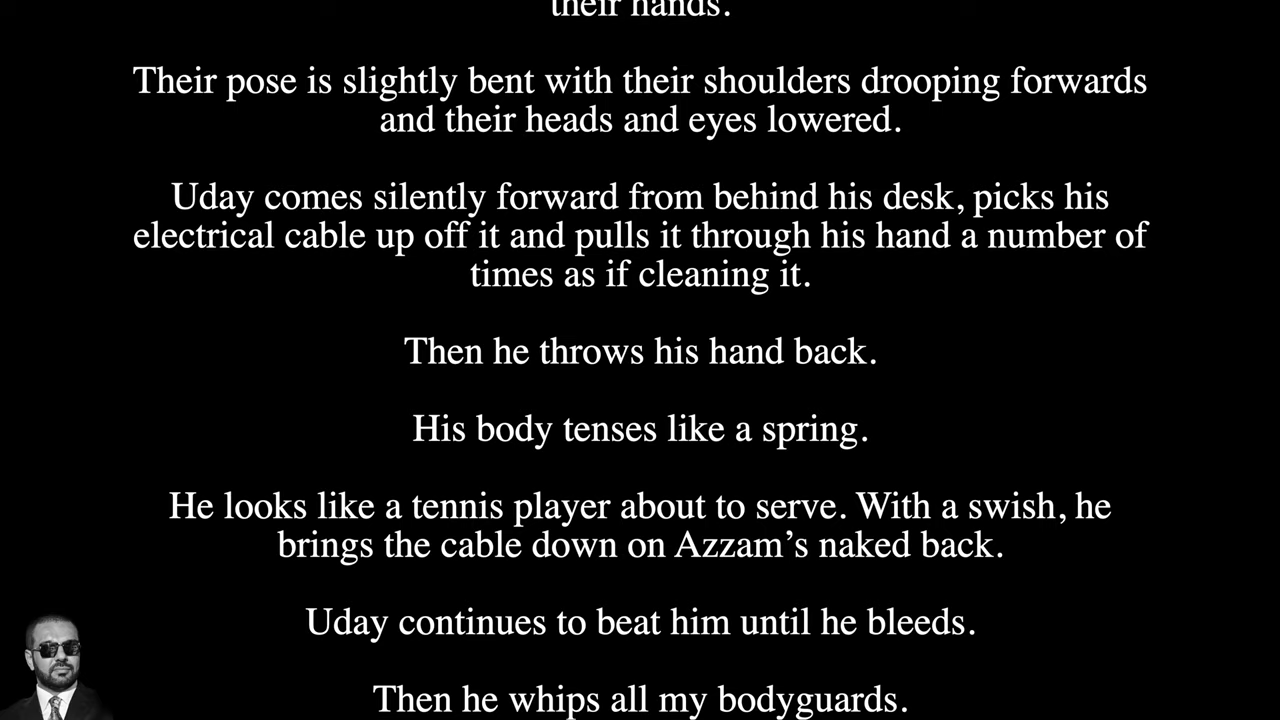 their hands.
Their pose is slightly bent with their shoulders drooping forwards
and their heads and eyes lowered.
Uday comes silently forward from behind his desk, picks his
electrical cable up off it and pulls it through his hand a number of
times as if cleaning it.
Then he throws his hand back.
His body tenses like a spring.
He looks like a tennis player about to serve. With a swish, he
brings the cable down on Azzam’s naked back.
Uday continues to beat him until he bleeds.
Then he whips all my bodyguards.